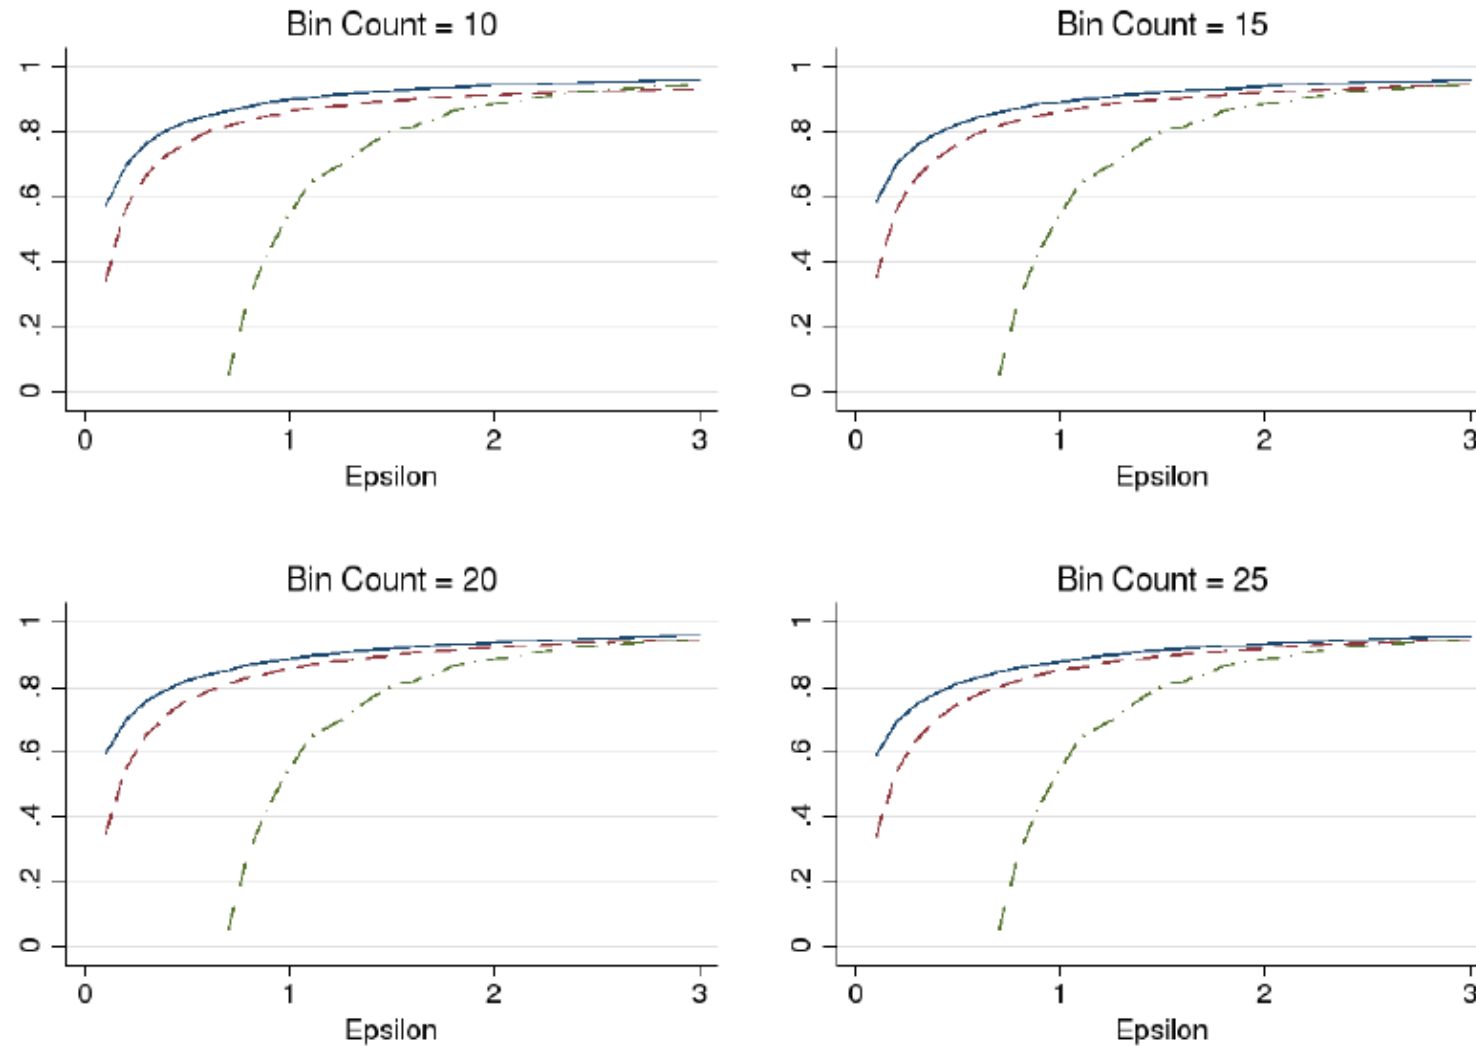 Bin Count = 10
1
.8
.6
.4
.2
0
0 1 2 3
Epsilon
Bin Count = 15
1
.8
.6
.4
.2
0
0 1 2 3
Epsilon
Bin Count = 20
1
.8
.6
.4
.2
0
0 1 2 3
Epsilon
Bin Count = 25
1
.8
.6
.4
.2
0
0 1 2 3
Epsilon